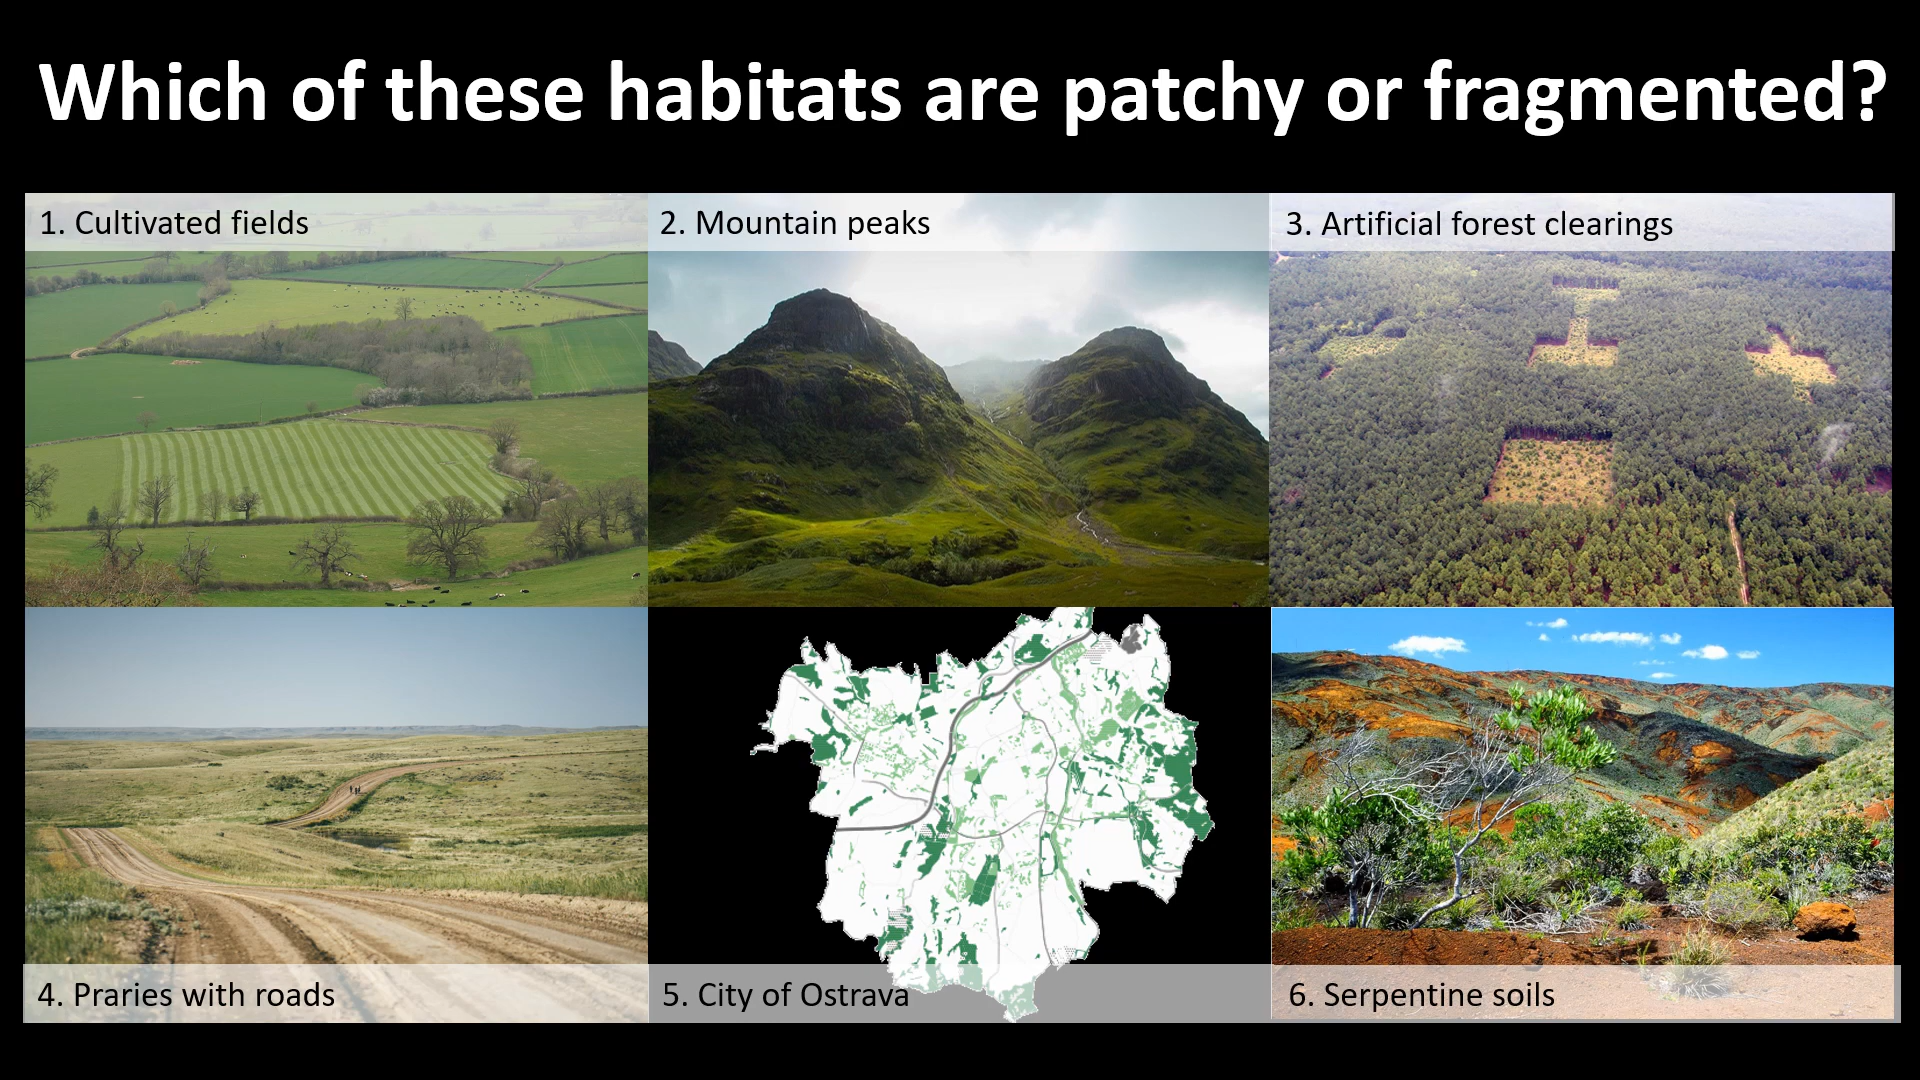 Which of these habitats are patchy or fragmented?
1. Cultivated fields
2. Mountain peaks
3. Artificial forest clearings
4. Praries with roads
5. City of Ostrava
6. Serpentine soils